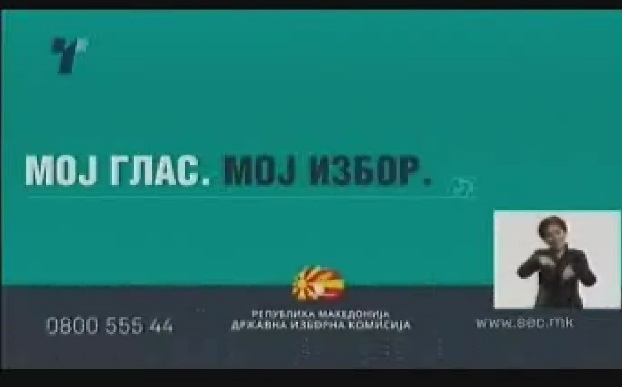 МОЈ ГЛАС. МОЈ ИЗБОР.
РЕПУБЛИКА МАКЕДОНИЈА
ДРЖАВНА ИЗБОРНА КОМИСИЈА
0800 555 44
www.sec.mk